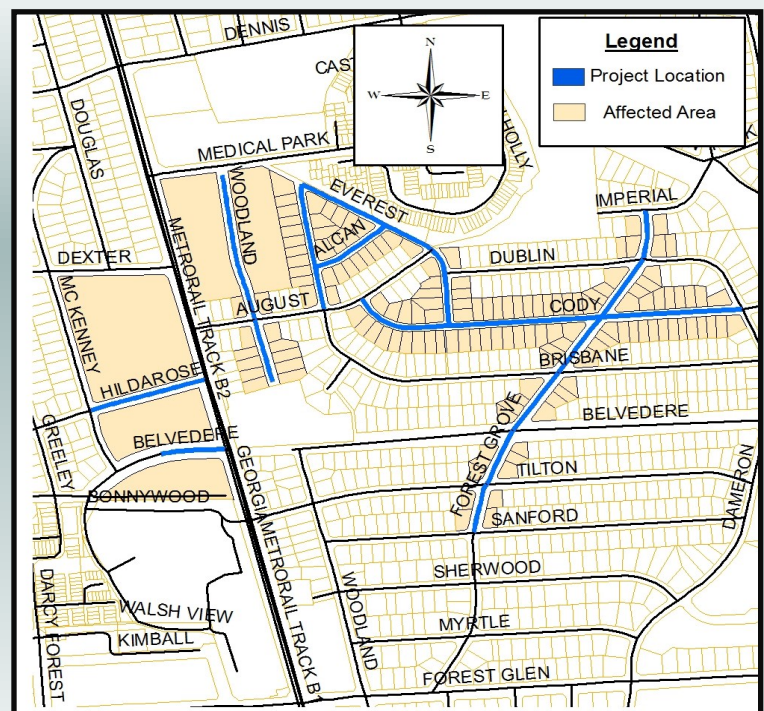 DENNIS
CAST
N
W E
S
Legend
Project Location
Affected Area
DOUGLAS
MEDICAL PARK
HOLLY
WOODLAND
EVEREST
IMPERIAL
ALCAN
METRORAIL TRACK B2
DEXTER
DUBLIN
MC KENNEY
AUGUST
CODY
HILDAROSE
BRISBANE
GREELEY
BELVEDERE
BELVEDERE
FOREST GROVE
GEORGIA
METRORAIL TRACK B1
TILTON
BONNYWOOD
SANFORD
DAMERON
SHERWOOD
DARCY FOREST
WALSH VIEW
WOODLAND
KIMBALL
MYRTLE
FOREST GLEN